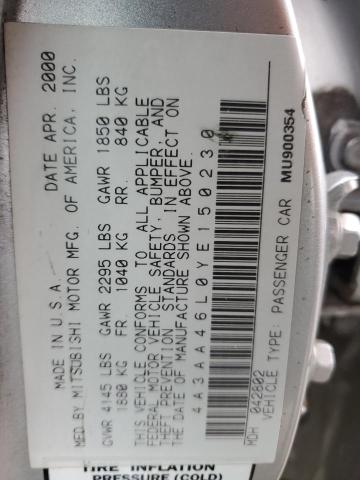 MADE IN U.S.A. DATE APR. 2000
BY MITSUBISHI MOTOR MFG. OF AMERICA, INC.
GVWR 4145 LBS GAWR 2295 LBS GAWR 1850 LBS
1880 KG FR. 1040 KG RR. 840 KG
THIS VEHICLE CONFORMS TO ALL APPLICABLE
FEDERAL MOTOR VEHICLE SAFETY, BUMPER, AND
THEFT PREVENTION STANDARDS IN EFFECT ON
THE DATE OF MANUFACTURE SHOWN ABOVE.
4A3AA46L0YE150230
MDH 042802 MU900354
VEHICLE TYPE: PASSENGER CAR
TIRE INFLATION
PRESSURE (COLD)